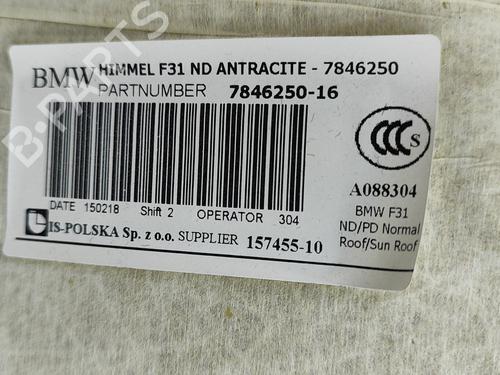 BMW HIMMEL F31 ND ANTRACITE - 7846250
PARTNUMBER 7846250-16
CCC S
A088304
DATE 150218 Shift 2 OPERATOR 304
BMW F31
ND/PD Normal
Roof/Sun Roof
IS-POLSKA Sp. z o.o. SUPPLIER 157455-10
B-PARTS